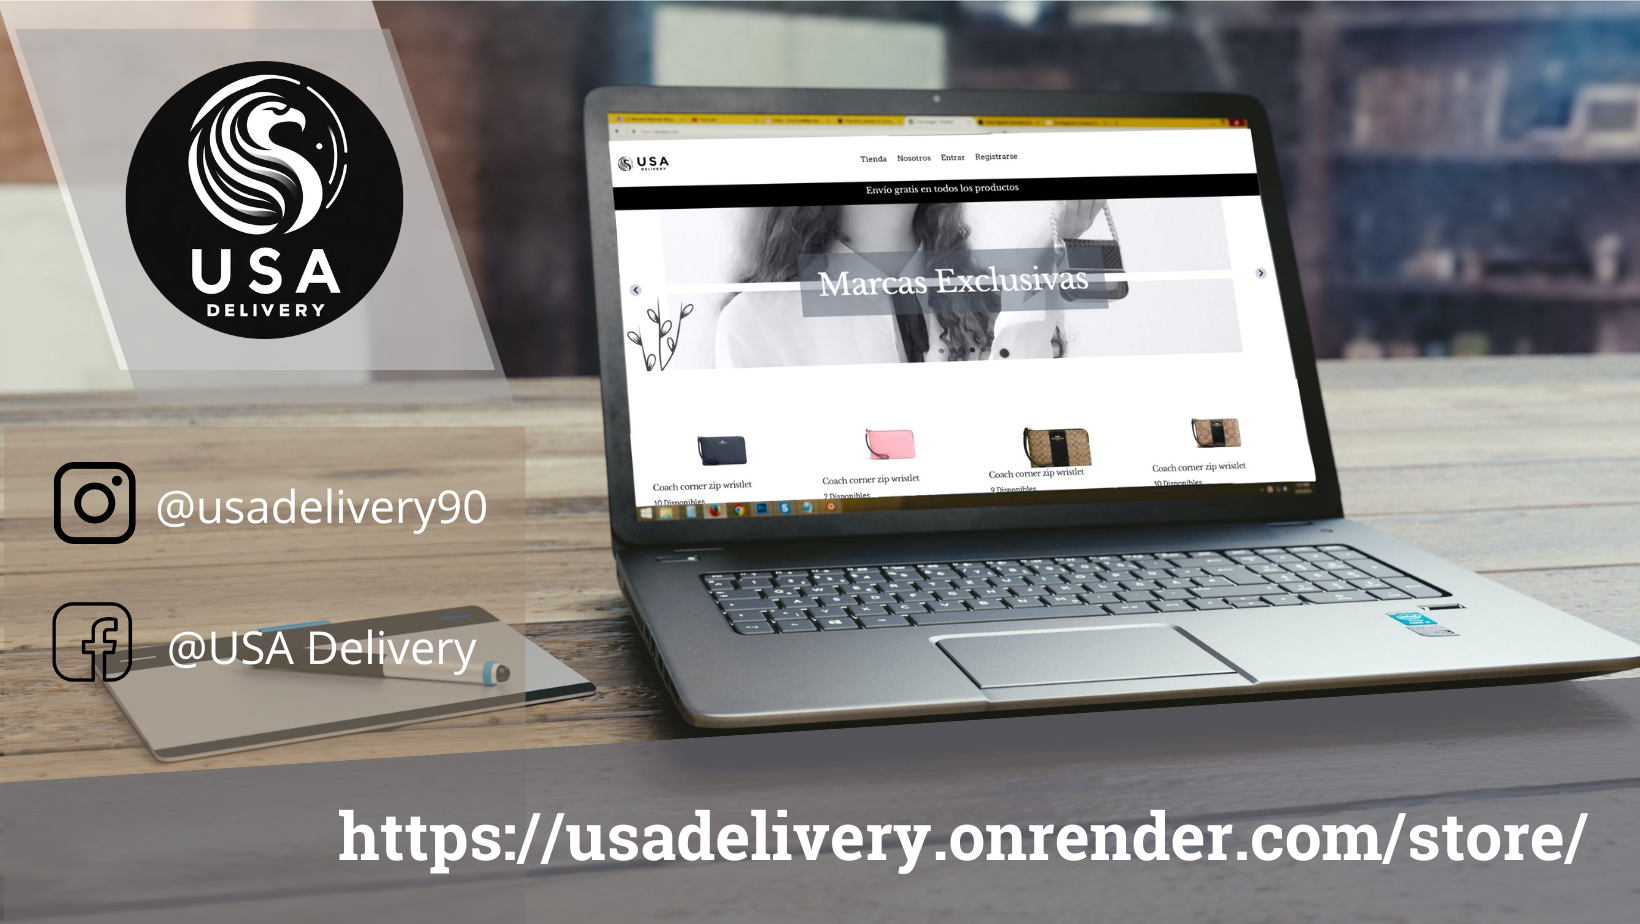 USA
DELIVERY
@usadelivery90
@USA Delivery
USA
DELIVERY
Tienda Nosotros Entrar Registrarse
Envío gratis en todos los productos
Marcas Exclusivas
Coach corner zip wristlet
10 Disponibles
Coach corner zip wristlet
2 Disponibles
Coach corner zip wristlet
9 Disponibles
Coach corner zip wristlet
10 Disponibles
https://usadelivery.onrender.com/store/